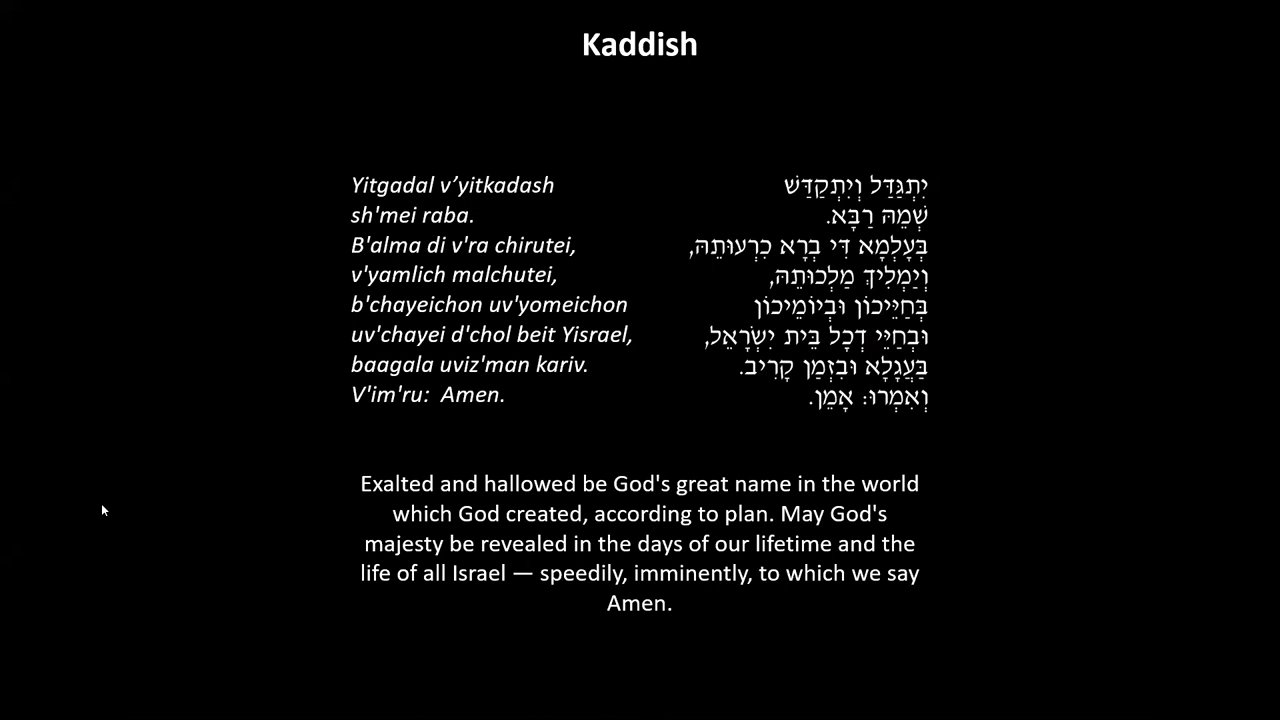 Kaddish
Yitgadal v’yitkadash
sh'mei raba.
B'alma di v'ra chirutei,
v'yamlich malchutei,
b'chayeichon uv'yomeichon
uv'chayei d'chol beit Yisrael,
baagala uviz'man kariv.
V'im'ru:  Amen.
יִתְגַּדַּל וְיִתְקַדַּשׁ
שְׁמֵהּ רַבָּא.
בְּעָלְמָא דִּי בְרָא כִרְעוּתֵהּ,
וְיַמְלִיךְ מַלְכוּתֵהּ,
בְּחַיֵּיכוֹן וּבְיוֹמֵיכוֹן
וּבְחַיֵּי דְכָל בֵּית יִשְׂרָאֵל,
בַּעֲגָלָא וּבִזְמַן קָרִיב.
וְאִמְרוּ: אָמֵן.
Exalted and hallowed be God's great name in the world
which God created, according to plan. May God's
majesty be revealed in the days of our lifetime and the
life of all Israel — speedily, imminently, to which we say
Amen.